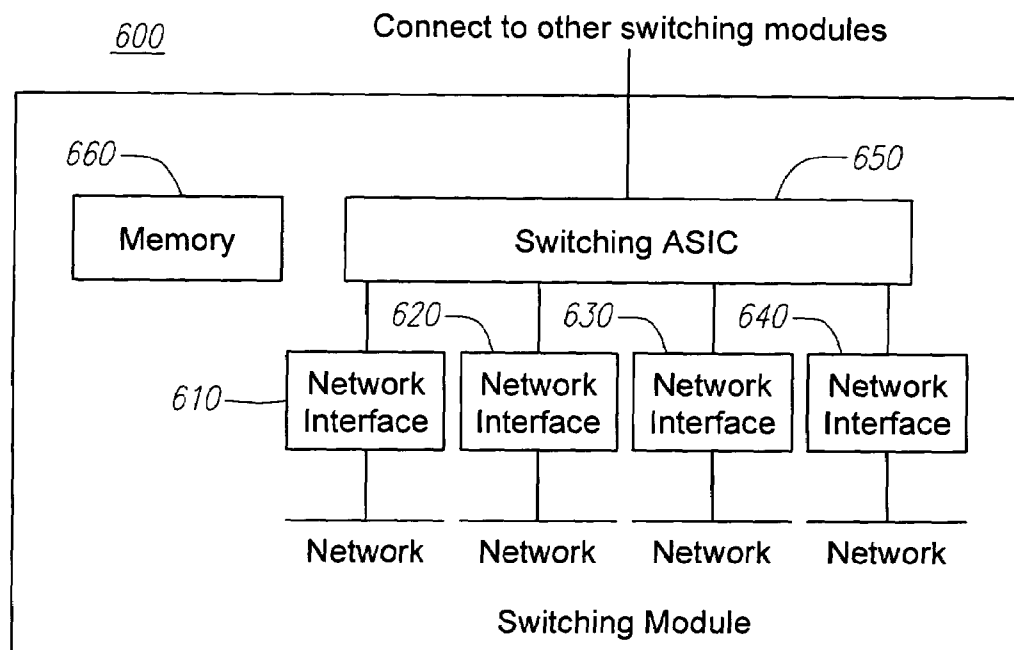 600
Connect to other switching modules
660
650
Memory
Switching ASIC
620
630
640
610
Network Interface
Network Interface
Network Interface
Network Interface
Network
Network
Network
Network
Switching Module